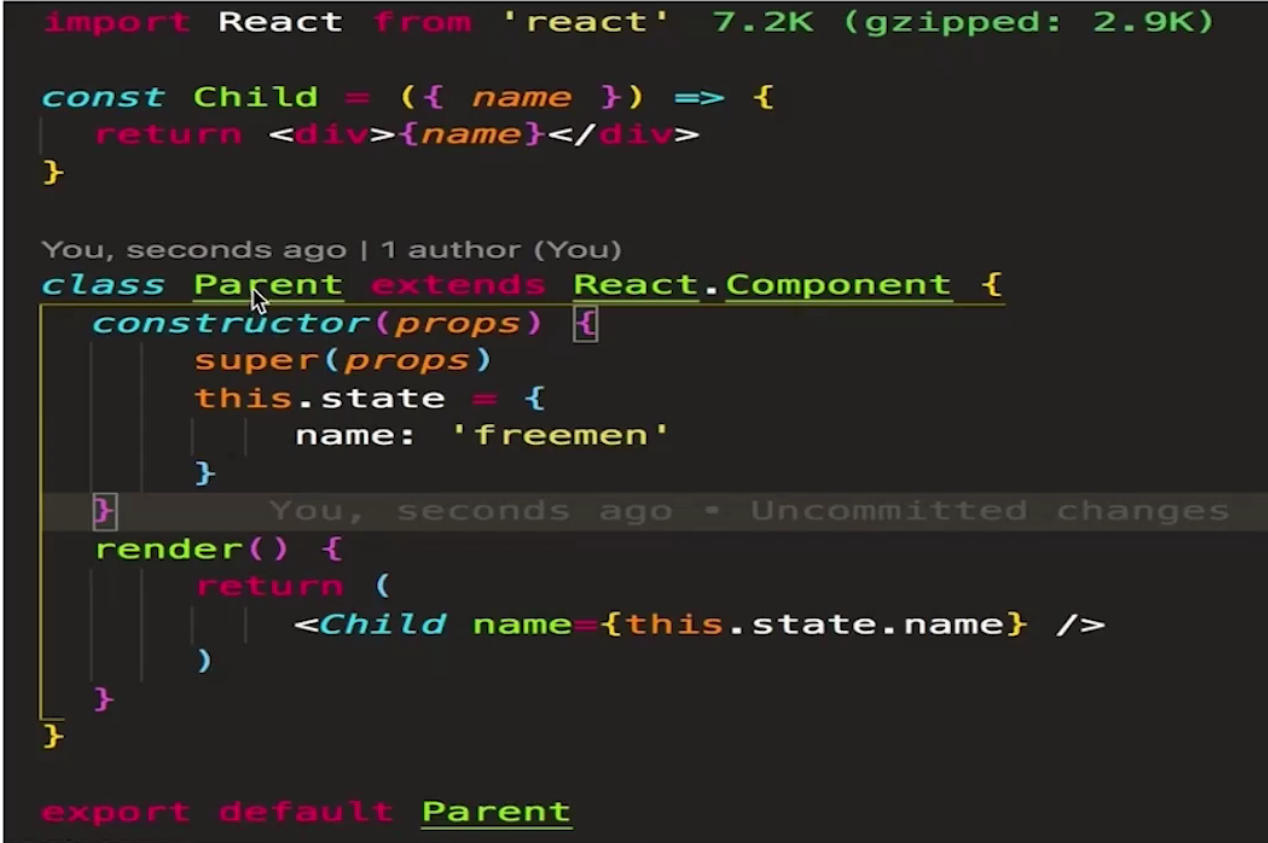 import React from 'react' 7.2K (gzipped: 2.9K)
const Child = ({ name }) => {
return <div>{name}</div>
}
You, seconds ago | 1 author (You)
class Parent extends React.Component {
constructor(props) {
super(props)
this.state = {
name: 'freemen'
}
} You, seconds ago • Uncommitted changes
render() {
return (
<Child name={this.state.name} />
)
}
}
export default Parent